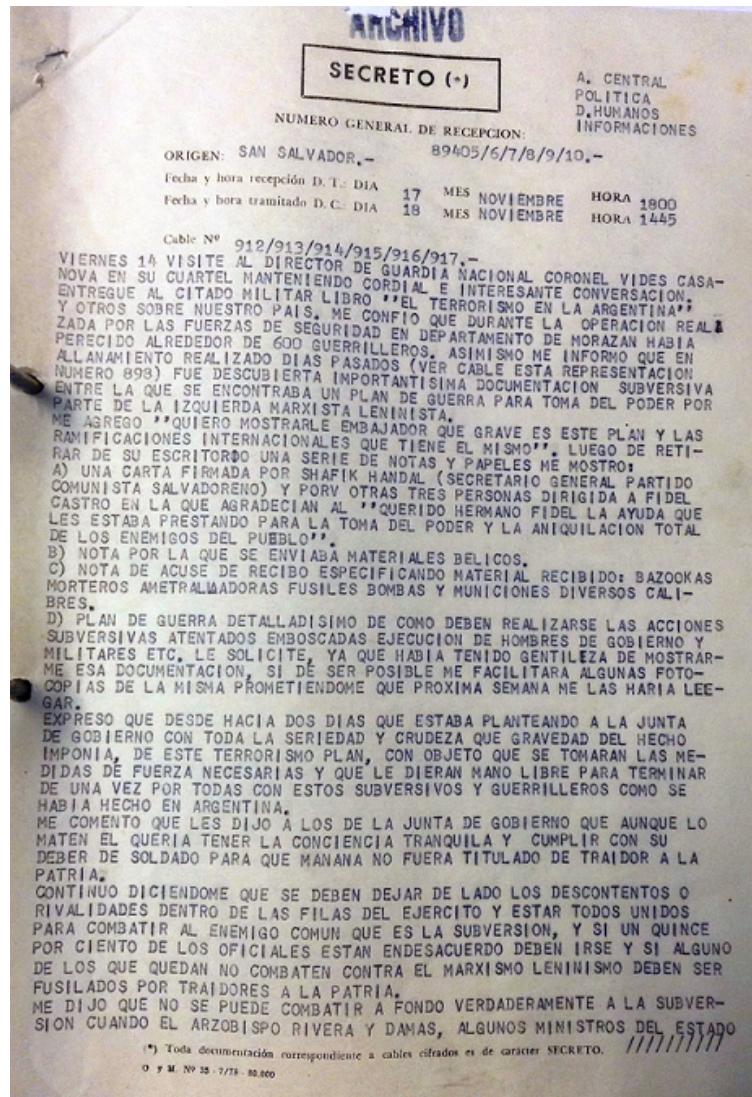 ARCHIVO
SECRETO (*)
A. CENTRAL
POLITICA
D.HUMANOS
INFORMACIONES
NUMERO GENERAL DE RECEPCION:
ORIGEN: SAN SALVADOR.- 89405/6/7/8/9/10.-
Fecha y hora recepción D. T.: DIA 17 MES NOVIEMBRE HORA 1800
Fecha y hora tramitado D. C.: DIA 18 MES NOVIEMBRE HORA 1445
Cable Nº 912/913/914/915/916/917.-
VIERNES 14 VISITE AL DIRECTOR DE GUARDIA NACIONAL CORONEL VIDES CASA-
NOVA EN SU CUARTEL MANTENIENDO CORDIAL E INTERESANTE CONVERSACION.
ENTREGUE AL CITADO MILITAR LIBRO ''EL TERRORISMO EN LA ARGENTINA''
Y OTROS SOBRE NUESTRO PAIS. ME CONFIO QUE DURANTE LA OPERACION REALI
ZADA POR LAS FUERZAS DE SEGURIDAD EN DEPARTAMENTO DE MORAZAN HABIA
PERECIDO ALREDEDOR DE 600 GUERRILLEROS. ASIMISMO ME INFORMO QUE EN
ALLANAMIENTO REALIZADO DIAS PASADOS (VER CABLE ESTA REPRESENTACION
NUMERO 898) FUE DESCUBIERTA IMPORTANTISIMA DOCUMENTACION SUBVERSIVA
ENTRE LA QUE SE ENCONTRABA UN PLAN DE GUERRA PARA TOMA DEL PODER POR
PARTE DE LA IZQUIERDA MARXISTA LENINISTA.
ME AGREGO ''QUIERO MOSTRARLE EMBAJADOR QUE GRAVE ES ESTE PLAN Y LAS
RAMIFICACIONES INTERNACIONALES QUE TIENE EL MISMO''. LUEGO DE RETI-
RAR DE SU ESCRITORDO UNA SERIE DE NOTAS Y PAPELES ME MOSTRO:
A) UNA CARTA FIRMADA POR SHAFIK HANDAL (SECRETARIO GENERAL PARTIDO
COMUNISTA SALVADORENO) Y PORV OTRAS TRES PERSONAS DIRIGIDA A FIDEL
CASTRO EN LA QUE AGRADECIAN AL ''QUERIDO HERMANO FIDEL LA AYUDA QUE
LES ESTABA PRESTANDO PARA LA TOMA DEL PODER Y LA ANIQUILACION TOTAL
DE LOS ENEMIGOS DEL PUEBLO''.
B) NOTA POR LA QUE SE ENVIABA MATERIALES BELICOS.
C) NOTA DE ACUSE DE RECIBO ESPECIFICANDO MATERIAL RECIBIDO: BAZOOKAS
MORTEROS AMETRALLADORAS FUSILES BOMBAS Y MUNICIONES DIVERSOS CALI-
BRES.
D) PLAN DE GUERRA DETALLADISIMO DE COMO DEBEN REALIZARSE LAS ACCIONES
SUBVERSIVAS ATENTADOS EMBOSCADAS EJECUCION DE HOMBRES DE GOBIERNO Y
MILITARES ETC. LE SOLICITE, YA QUE HABIA TENIDO GENTILEZA DE MOSTRAR-
ME ESA DOCUMENTACION, SI DE SER POSIBLE ME FACILITARA ALGUNAS FOTO-
COPIAS DE LA MISMA PROMETIENDOME QUE PROXIMA SEMANA ME LAS HARIA LEE-
GAR.
EXPRESO QUE DESDE HACIA DOS DIAS QUE ESTABA PLANTEANDO A LA JUNTA
DE GOBIERNO CON TODA LA SERIEDAD Y CRUDEZA QUE GRAVEDAD DEL HECHO
IMPONIA, DE ESTE TERRORISMO PLAN, CON OBJETO QUE SE TOMARAN LAS ME-
DIDAS DE FUERZA NECESARIAS Y QUE LE DIERAN MANO LIBRE PARA TERMINAR
DE UNA VEZ POR TODAS CON ESTOS SUBVERSIVOS Y GUERRILLEROS COMO SE
HABIA HECHO EN ARGENTINA.
ME COMENTO QUE LES DIJO A LOS DE LA JUNTA DE GOBIERNO QUE AUNQUE LO
MATEN EL QUERIA TENER LA CONCIENCIA TRANQUILA Y CUMPLIR CON SU
DEBER DE SOLDADO PARA QUE MANANA NO FUERA TITULADO DE TRAIDOR A LA
PATRIA.
CONTINUO DICIENDOME QUE SE DEBEN DEJAR DE LADO LOS DESCONTENTOS O
RIVALIDADES DENTRO DE LAS FILAS DEL EJERCITO Y ESTAR TODOS UNIDOS
PARA COMBATIR AL ENEMIGO COMUN QUE ES LA SUBVERSION, Y SI UN QUINCE
POR CIENTO DE LOS OFICIALES ESTAN ENDESACUERDO DEBEN IRSE Y SI ALGUNO
DE LOS QUE QUEDAN NO COMBATEN CONTRA EL MARXISMO LENINISMO DEBEN SER
FUSILADOS POR TRAIDORES A LA PATRIA.
ME DIJO QUE NO SE PUEDE COMBATIR A FONDO VERDADERAMENTE A LA SUBVER-
SION CUANDO EL ARZOBISPO RIVERA Y DAMAS, ALGUNOS MINISTROS DEL ESTADO
//////////
(*) Toda documentación correspondiente a cables cifrados es de carácter SECRETO.
O y M. Nº 35 - 7/78 - 80.000